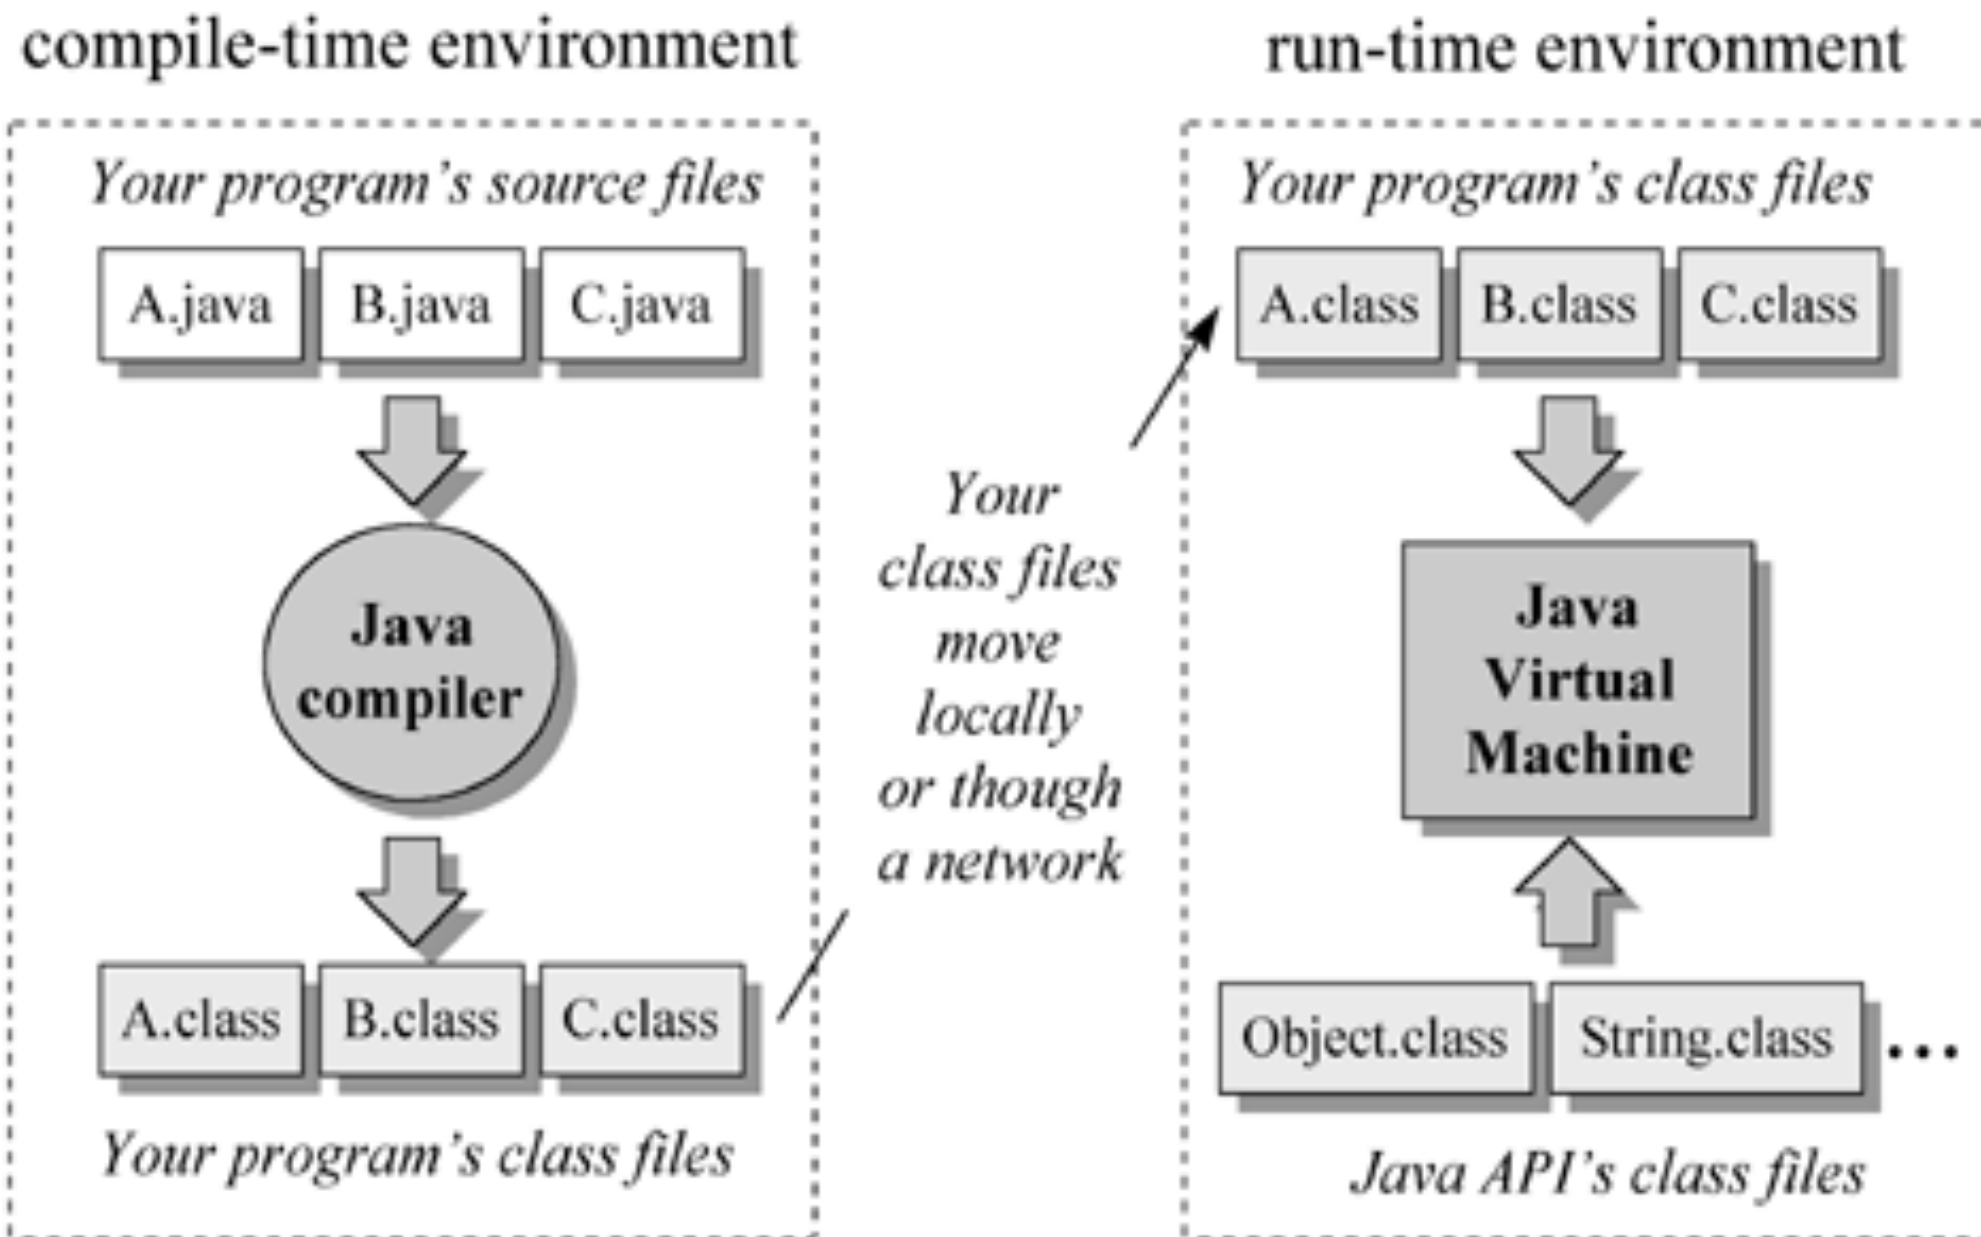 compile-time environment
Your program's source files
A.java B.java C.java
Java
compiler
A.class B.class C.class
Your program's class files
Your
class files
move
locally
or though
a network
run-time environment
Your program's class files
A.class B.class C.class
Java
Virtual
Machine
Object.class String.class ...
Java API's class files